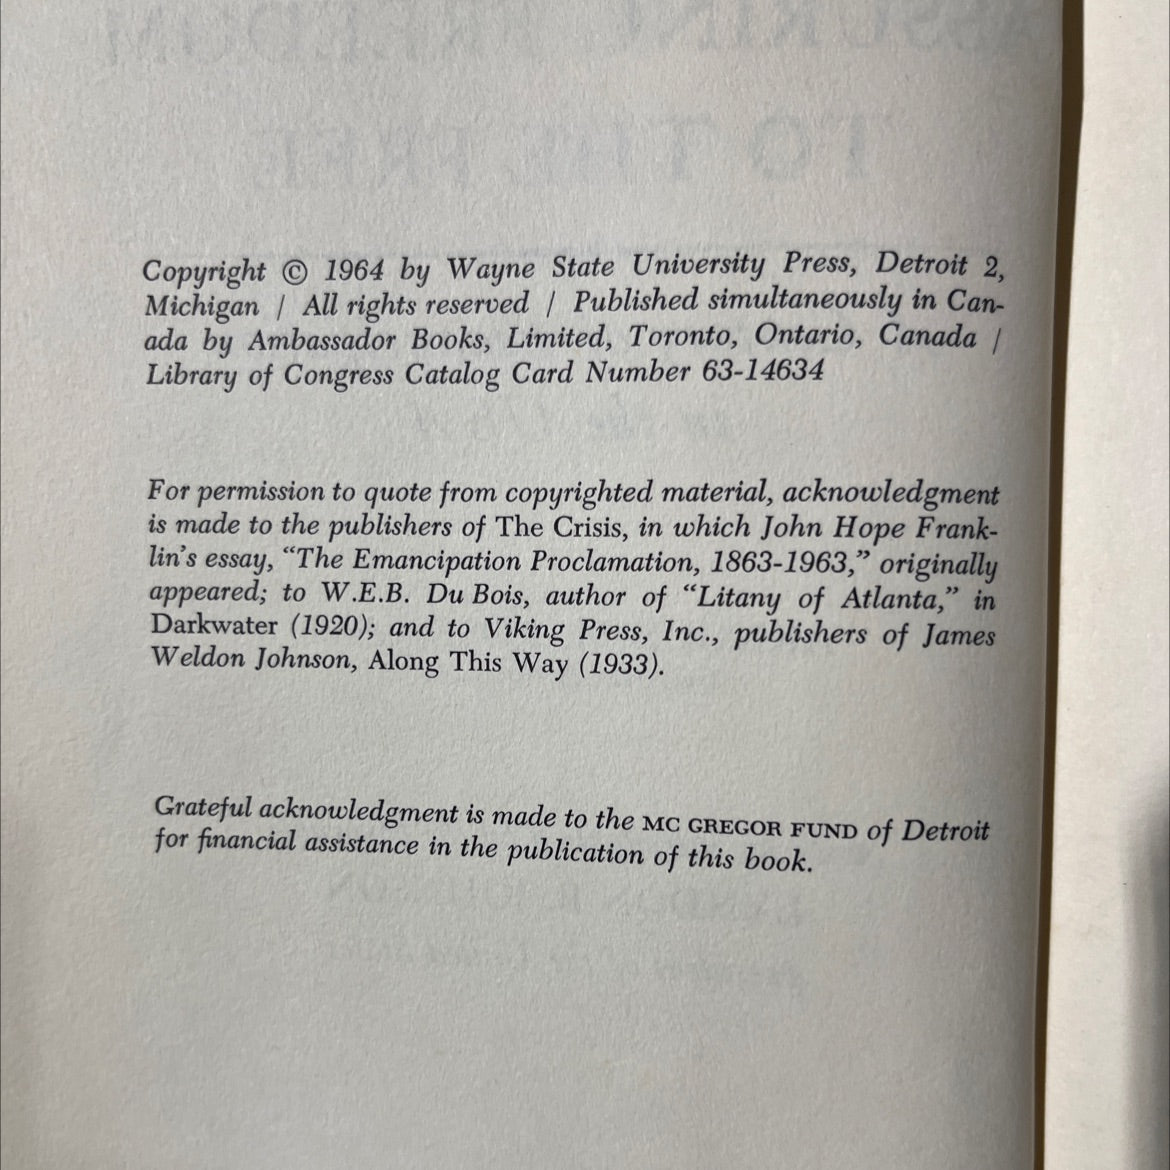 Copyright © 1964 by Wayne State University Press, Detroit 2,
Michigan / All rights reserved / Published simultaneously in Can-
ada by Ambassador Books, Limited, Toronto, Ontario, Canada /
Library of Congress Catalog Card Number 63-14634
For permission to quote from copyrighted material, acknowledgment
is made to the publishers of The Crisis, in which John Hope Frank-
lin's essay, “The Emancipation Proclamation, 1863-1963,” originally
appeared; to W.E.B. Du Bois, author of “Litany of Atlanta,” in
Darkwater (1920); and to Viking Press, Inc., publishers of James
Weldon Johnson, Along This Way (1933).
Grateful acknowledgment is made to the MC GREGOR FUND of Detroit
for financial assistance in the publication of this book.